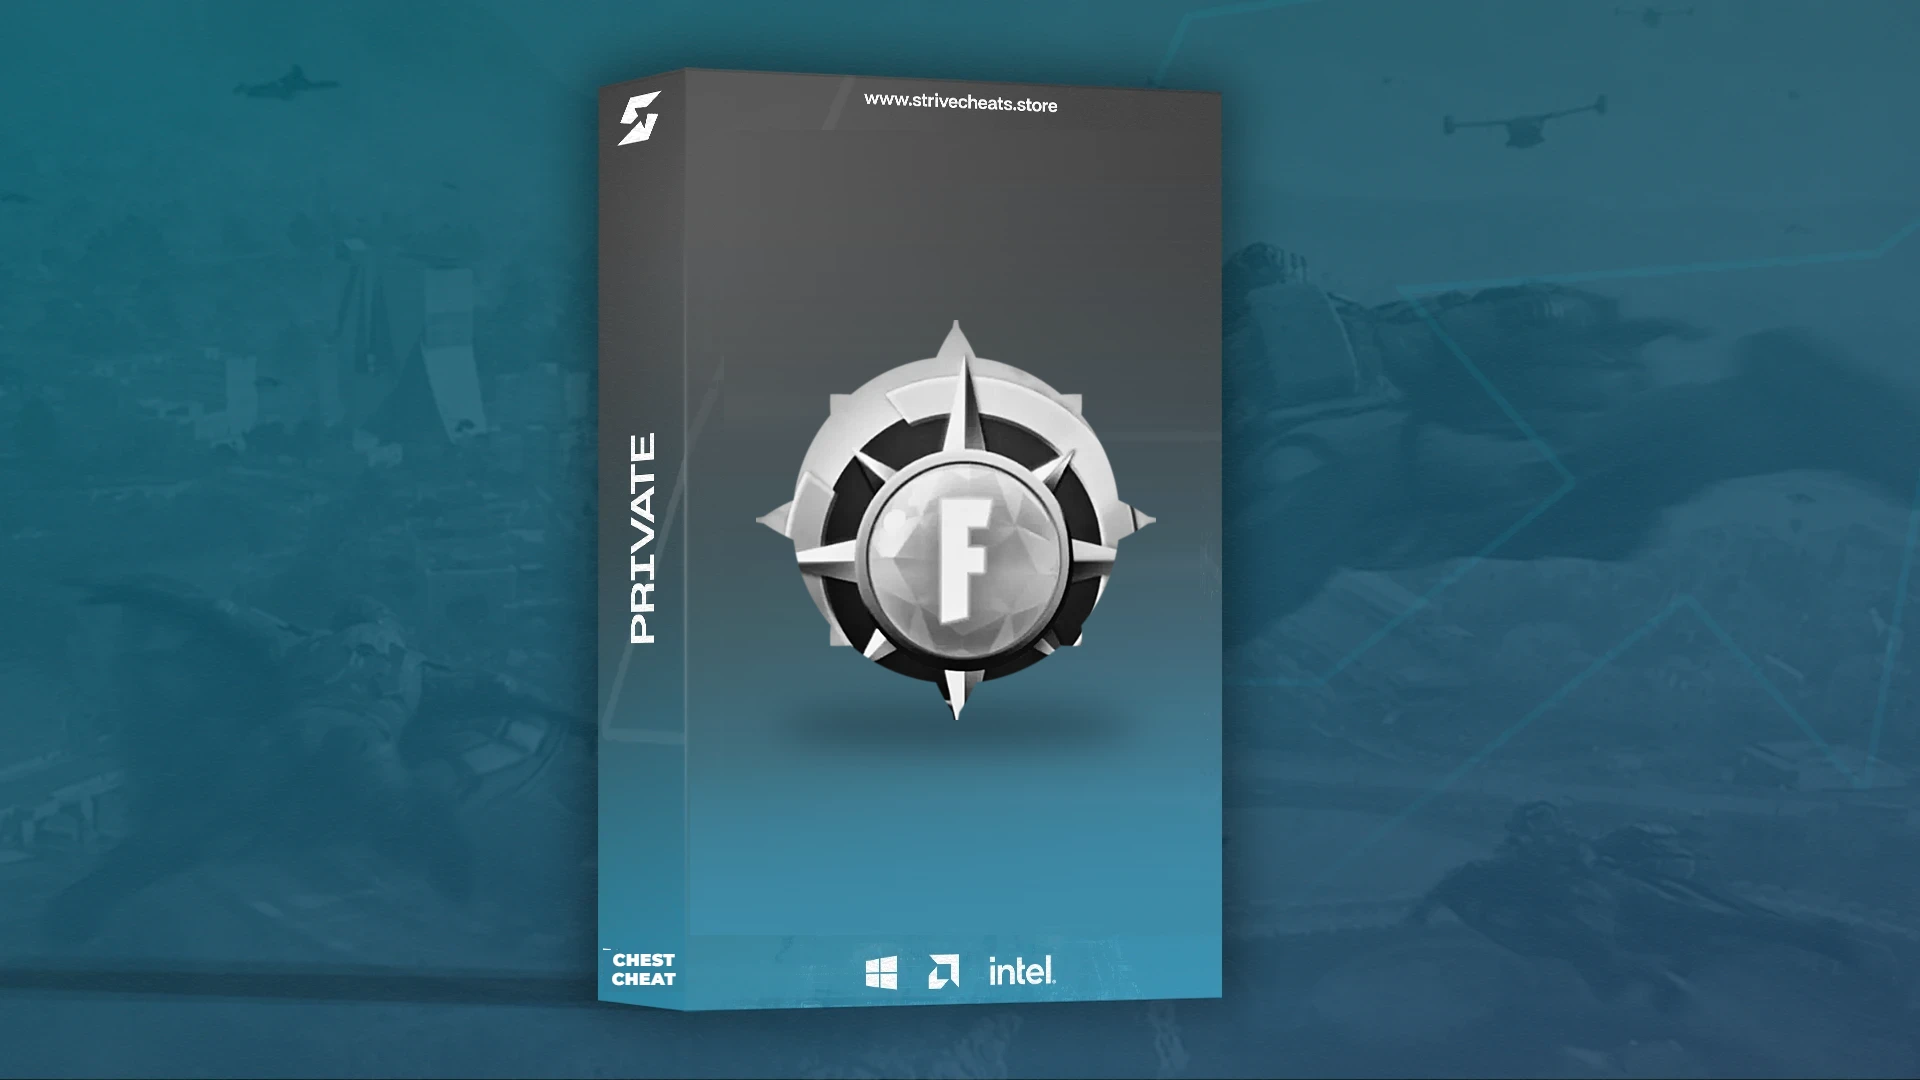 www.strivecheats.store
PRIVATE
F
CHEST
CHEAT
intel.